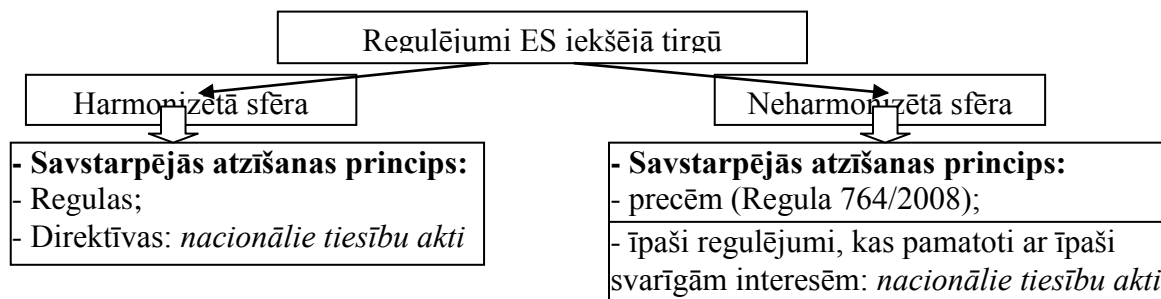 Regulējumi ES iekšējā tirgū
Harmonizētā sfēra
Neharmonizētā sfēra
- Savstarpējās atzīšanas princips:
- Regulas;
- Direktīvas: nacionālie tiesību akti
- Savstarpējās atzīšanas princips:
- precēm (Regula 764/2008);
- īpaši regulējumi, kas pamatoti ar īpaši
svarīgām interesēm: nacionālie tiesību akti